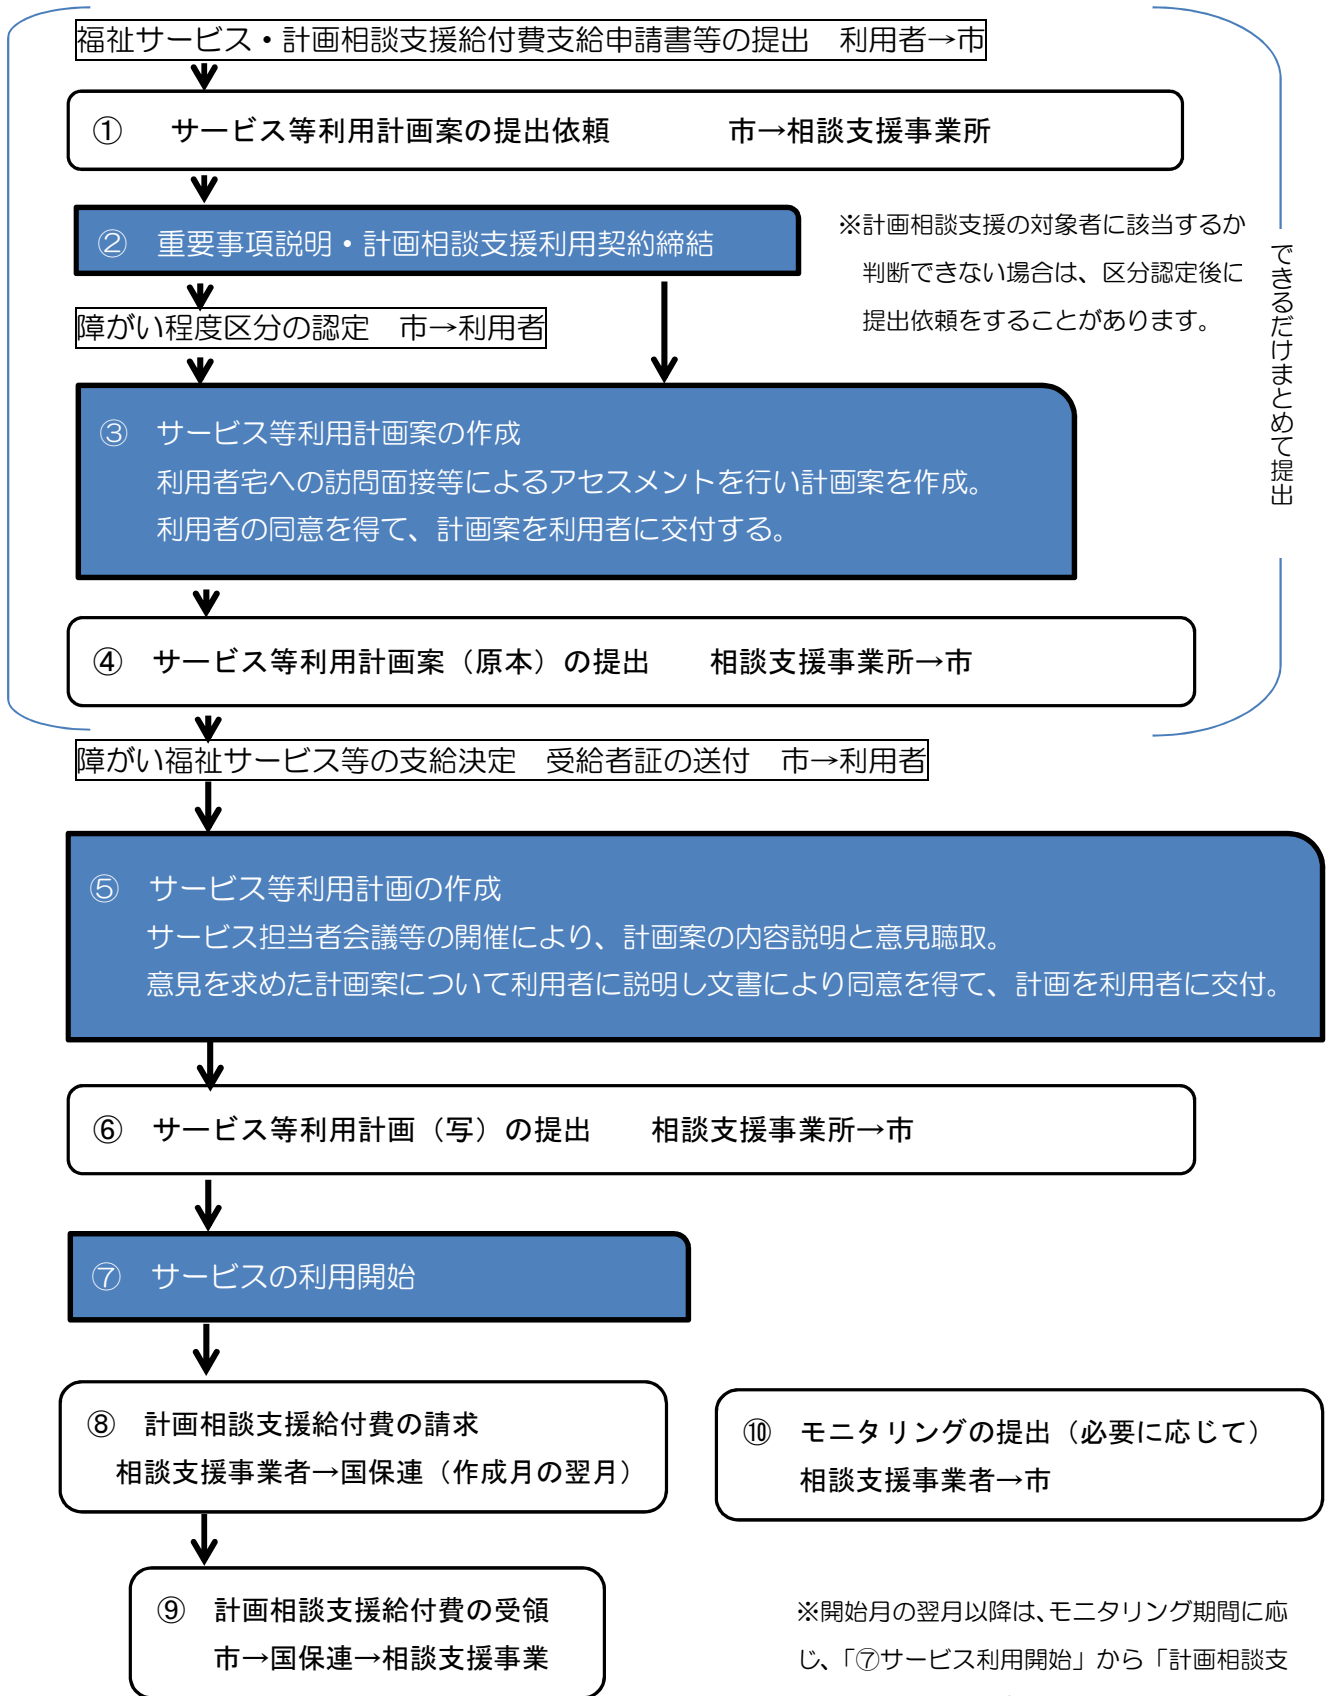 福祉サービス・計画相談支援給付費支給申請書等の提出　利用者→市
①　サービス等利用計画案の提出依頼　市→相談支援事業所
②　重要事項説明・計画相談支援利用契約締結
※計画相談支援の対象者に該当するか
判断できない場合は、区分認定後に
提出依頼をすることがあります。
できるだけまとめて提出
障がい程度区分の認定　市→利用者
③　サービス等利用計画案の作成
利用者宅への訪問面接等によるアセスメントを行い計画案を作成。
利用者の同意を得て、計画案を利用者に交付する。
④　サービス等利用計画案（原本）の提出　相談支援事業所→市
障がい福祉サービス等の支給決定　受給者証の送付　市→利用者
⑤　サービス等利用計画の作成
サービス担当者会議等の開催により、計画案の内容説明と意見聴取。
意見を求めた計画案について利用者に説明し文書により同意を得て、計画を利用者に交付。
⑥　サービス等利用計画（写）の提出　相談支援事業所→市
⑦　サービスの利用開始
⑧　計画相談支援給付費の請求
相談支援事業者→国保連（作成月の翌月）
⑩　モニタリングの提出（必要に応じて）
相談支援事業者→市
⑨　計画相談支援給付費の受領
市→国保連→相談支援事業
※開始月の翌月以降は、モニタリング期間に応
じ、「⑦サービス利用開始」から「計画相談支